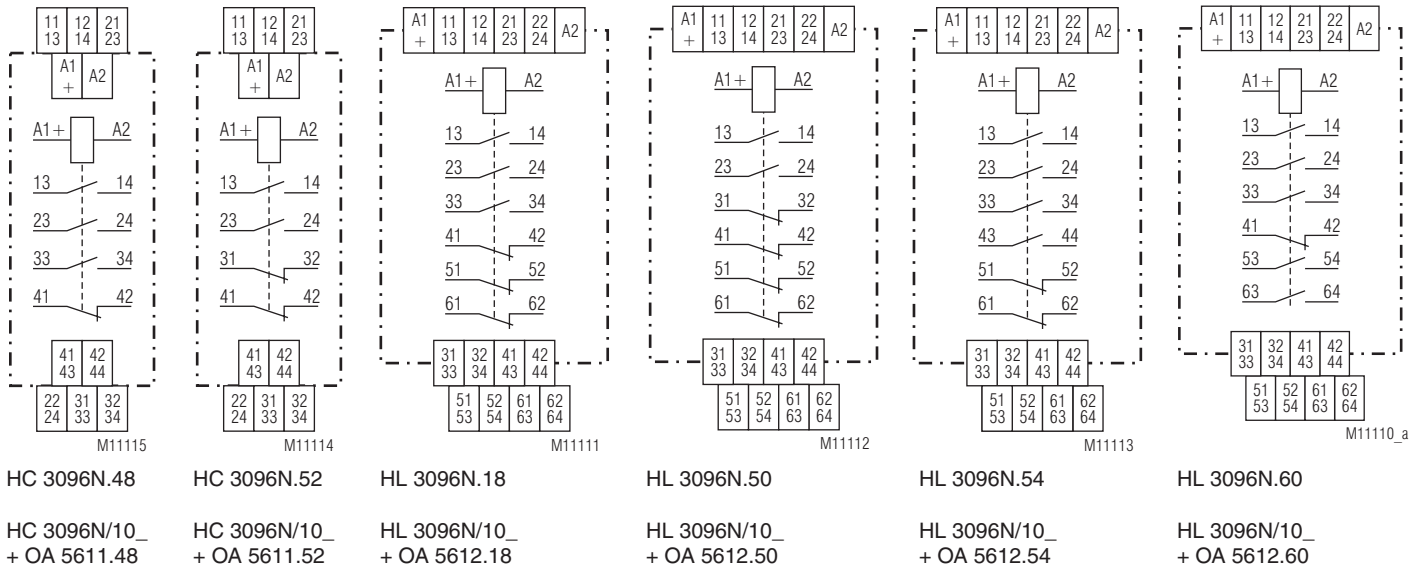 11 12 21
13 14 23
A1 A2
+
A1+ A2
13 14
23 24
33 34
41 42
41 42
43 44
22 31 32
24 33 34
M11115
HC 3096N.48
HC 3096N/10_
+ OA 5611.48
11 12 21
13 14 23
A1 A2
+
A1+ A2
13 14
23 24
31 32
41 42
41 42
43 44
22 31 32
24 33 34
M11114
HC 3096N.52
HC 3096N/10_
+ OA 5611.52
A1 11 12 21 22 A2
+ 13 14 23 24
A1+ A2
13 14
23 24
33 34
41 42
51 52
61 62
31 32 41 42
33 34 43 44
51 52 61 62
53 54 63 64
M11111
HL 3096N.18
HL 3096N/10_
+ OA 5612.18
A1 11 12 21 22 A2
+ 13 14 23 24
A1+ A2
13 14
23 24
31 32
41 42
51 52
61 62
31 32 41 42
33 34 43 44
51 52 61 62
53 54 63 64
M11112
HL 3096N.50
HL 3096N/10_
+ OA 5612.50
A1 11 12 21 22 A2
+ 13 14 23 24
A1+ A2
13 14
23 24
33 34
43 44
51 52
61 62
31 32 41 42
33 34 43 44
51 52 61 62
53 54 63 64
M11113
HL 3096N.54
HL 3096N/10_
+ OA 5612.54
A1 11 12 21 22 A2
+ 13 14 23 24
A1+ A2
13 14
23 24
33 34
41 42
53 54
63 64
31 32 41 42
33 34 43 44
51 52 61 62
53 54 63 64
M11110_a
HL 3096N.60
HL 3096N/10_
+ OA 5612.60